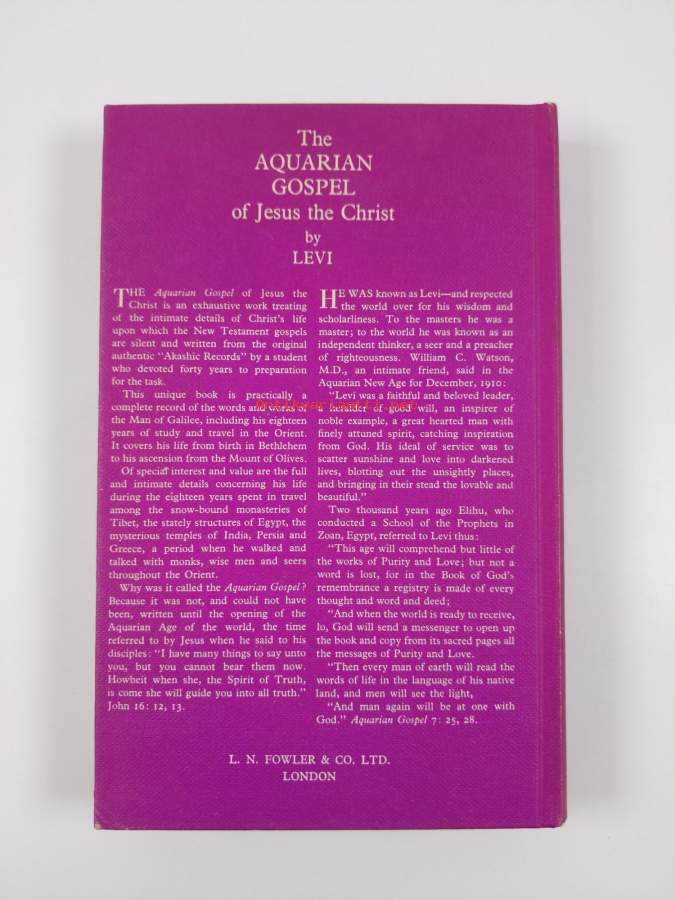 The
AQUARIAN
GOSPEL
of Jesus the Christ
by
LEVI
THE Aquarian Gospel of Jesus the
Christ is an exhaustive work treating
of the intimate details of Christ's life
upon which the New Testament gospels
are silent and written from the original
authentic "Akashic Records" by a student
who devoted forty years to preparation
for the task.
This unique book is practically a
complete record of the words and works of
the Man of Galilee, including his eighteen
years of study and travel in the Orient.
It covers his life from birth in Bethlehem
to his ascension from the Mount of Olives.
Of special interest and value are the full
and intimate details concerning his life
during the eighteen years spent in travel
among the snow-bound monasteries of
Tibet, the stately structures of Egypt, the
mysterious temples of India, Persia and
Greece, a period when he walked and
talked with monks, wise men and seers
throughout the Orient.
Why was it called the Aquarian Gospel?
Because it was not, and could not have
been, written until the opening of the
Aquarian Age of the world, the time
referred to by Jesus when he said to his
disciples: "I have many things to say unto
you, but you cannot bear them now.
Howbeit when she, the Spirit of Truth,
is come she will guide you into all truth."
John 16: 12, 13.
HE WAS known as Levi—and respected
the world over for his wisdom and
scholarliness. To the masters he was a
master; to the world he was known as an
independent thinker, a seer and a preacher
of righteousness. William C. Watson,
M.D., an intimate friend, said in the
Aquarian New Age for December, 1910:
"Levi was a faithful and beloved leader,
a herald of good will, an inspirer of
noble example, a great hearted man with
finely attuned spirit, catching inspiration
from God. His ideal of service was to
scatter sunshine and love into darkened
lives, blotting out the unsightly places,
and bringing in their stead the lovable and
beautiful."
Two thousand years ago Elihu, who
conducted a School of the Prophets in
Zoan, Egypt, referred to Levi thus:
"This age will comprehend but little of
the works of Purity and Love; but not a
word is lost, for in the Book of God's
remembrance a registry is made of every
thought and word and deed;
"And when the world is ready to receive,
lo, God will send a messenger to open up
the book and copy from its sacred pages all
the messages of Purity and Love.
"Then every man of earth will read the
words of life in the language of his native
land, and men will see the light,
"And man again will be at one with
God." Aquarian Gospel 7: 25, 28.
L. N. FOWLER & CO. LTD.
LONDON